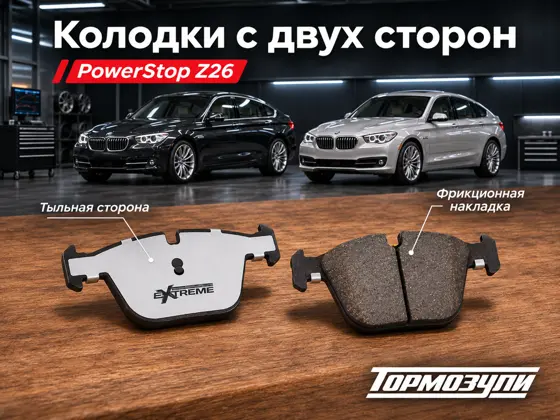 Колодки с двух сторон
PowerStop Z26
Тыльная сторона
Фрикционная
накладка
EXTREME
ТОРМОЗУПИ